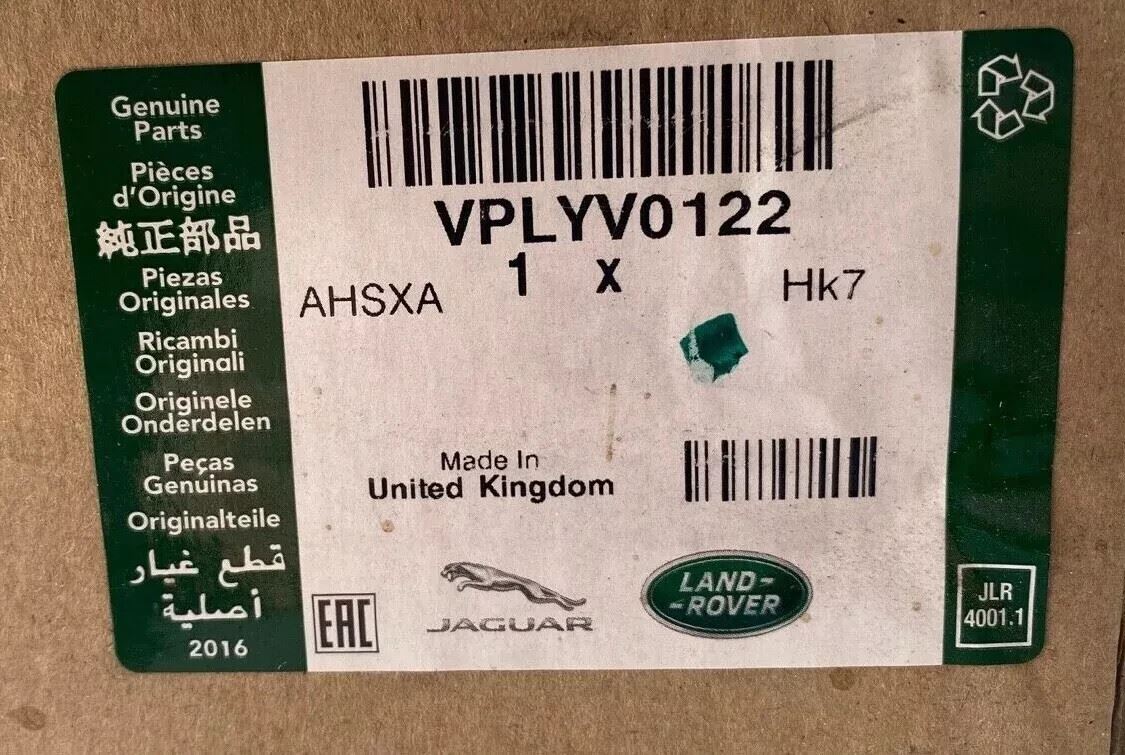 Genuine
Parts
Pièces
d'Origine
純正部品
Piezas
Originales
Ricambi
Originali
Originele
Onderdelen
Peças
Genuinas
Originalteile
قطع غيار
أصلية
2016
VPLYV0122
1 x
AHSXA
Hk7
Made In
United Kingdom
EAC
JAGUAR
LAND-
-ROVER
JLR
4001.1